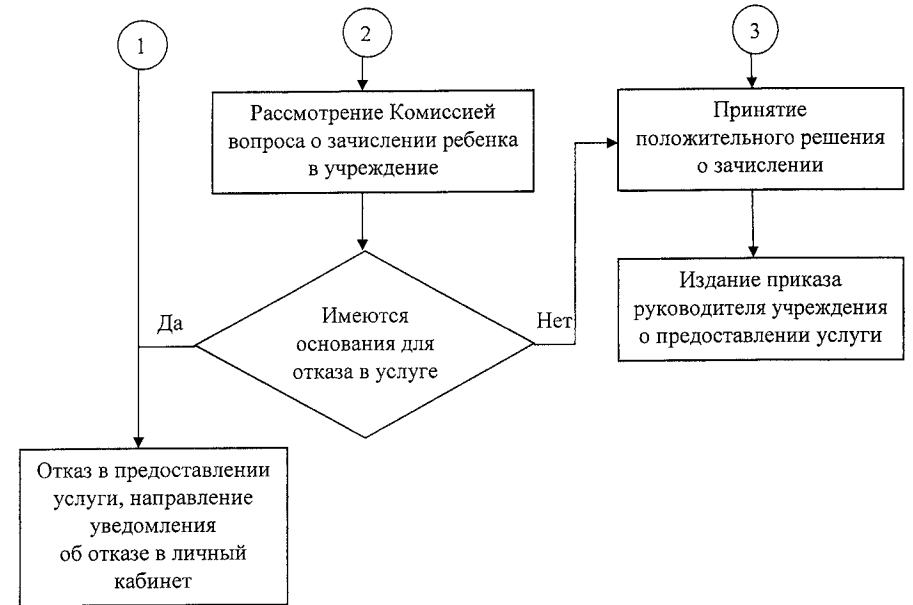 1
2
3
Рассмотрение Комиссией
вопроса о зачислении ребенка
в учреждение
Принятие
положительного решения
о зачислении
Имеются
основания для
отказа в услуге
Да
Нет
Издание приказа
руководителя учреждения
о предоставлении услуги
Отказ в предоставлении
услуги, направление
уведомления
об отказе в личный
кабинет